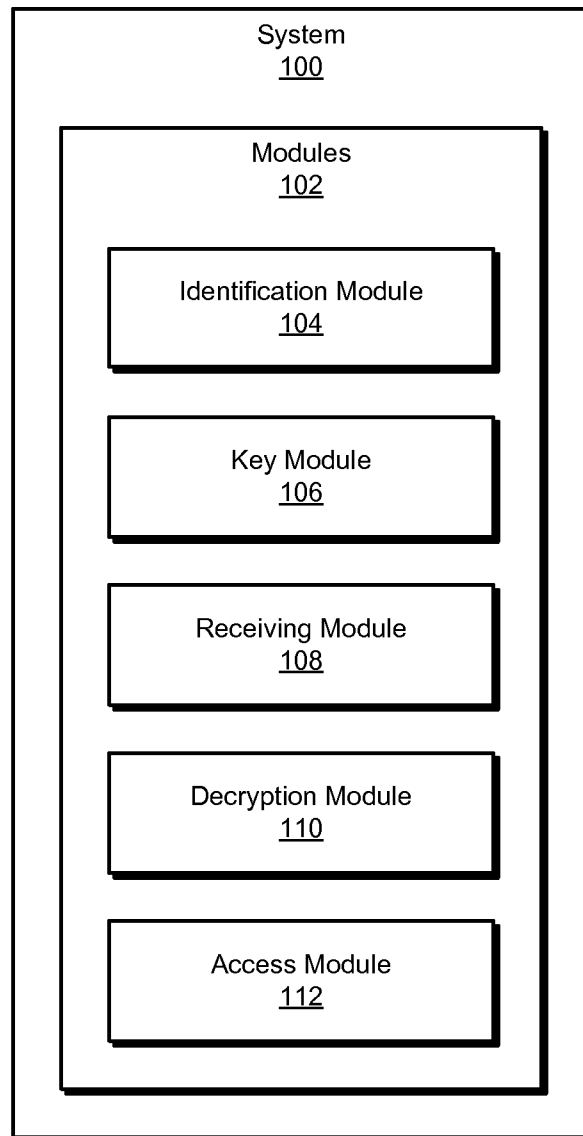 System
100
Modules
102
Identification Module
104
Key Module
106
Receiving Module
108
Decryption Module
110
Access Module
112